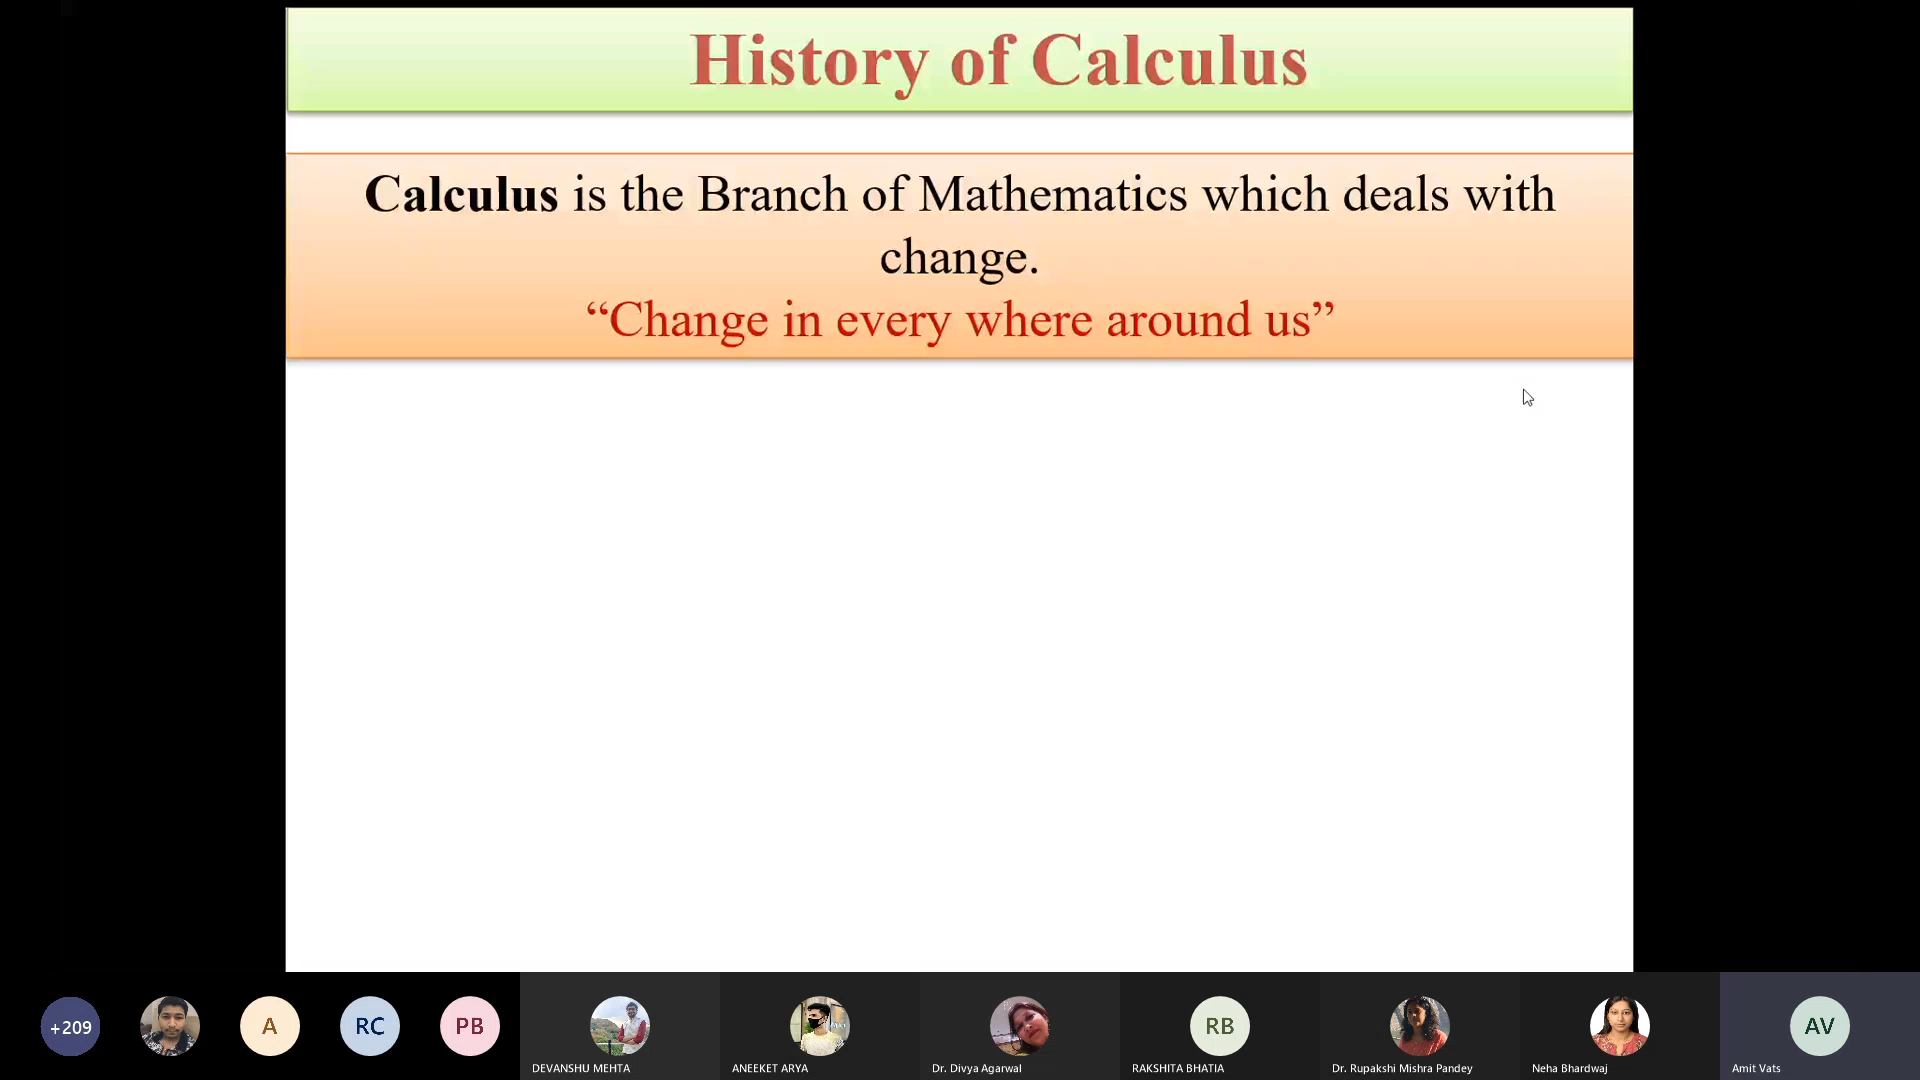 History of Calculus
Calculus is the Branch of Mathematics which deals with
change.
“Change in every where around us”
+209
A
RC
PB
RB
AV
DEVANSHU MEHTA
ANEEKET ARYA
Dr. Divya Agarwal
RAKSHITA BHATIA
Dr. Rupakshi Mishra Pandey
Neha Bhardwaj
Amit Vats